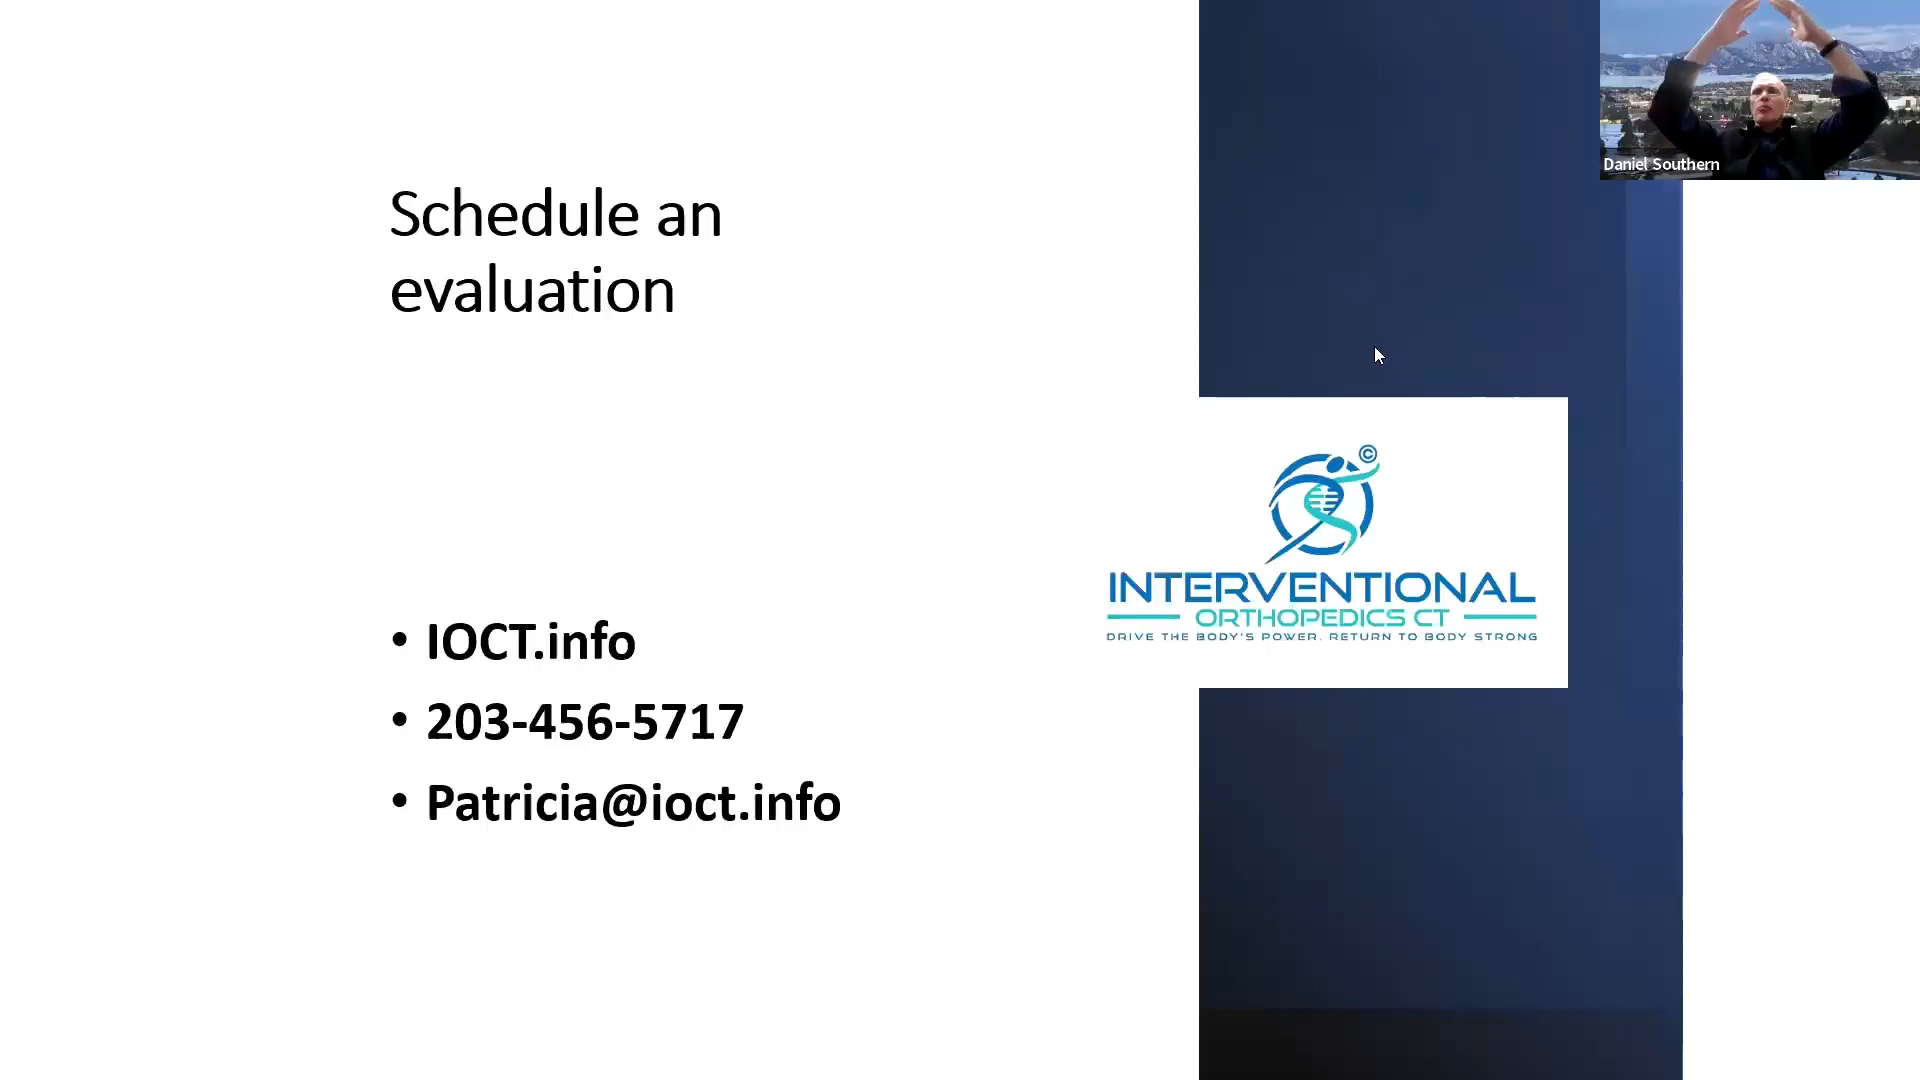 Schedule an
evaluation
• IOCT.info
• 203-456-5717
• Patricia@ioct.info
©
INTERVENTIONAL
ORTHOPEDICS CT
DRIVE THE BODY'S POWER. RETURN TO BODY STRONG
Daniel Southern